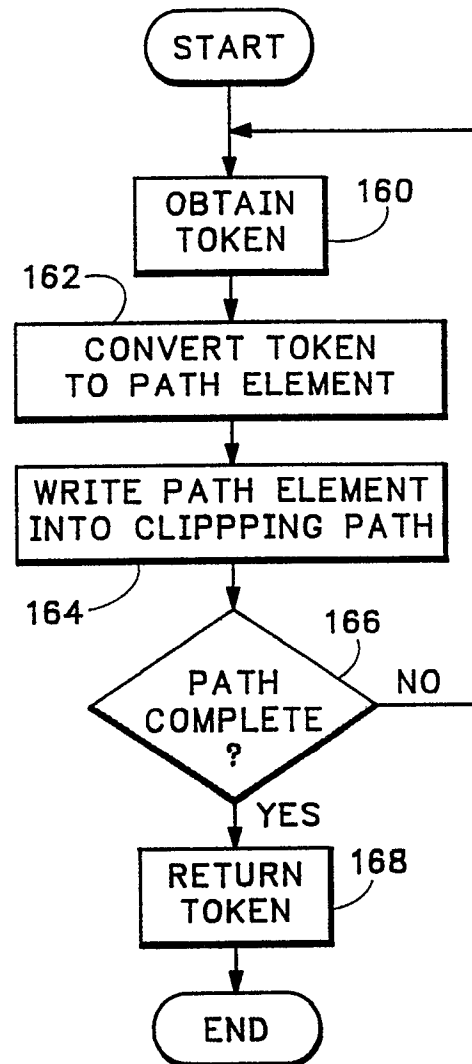 START
OBTAIN
TOKEN
160
162
CONVERT TOKEN
TO PATH ELEMENT
WRITE PATH ELEMENT
INTO CLIPPPING PATH
164
166
PATH
COMPLETE
?
NO
YES
RETURN
TOKEN
168
END